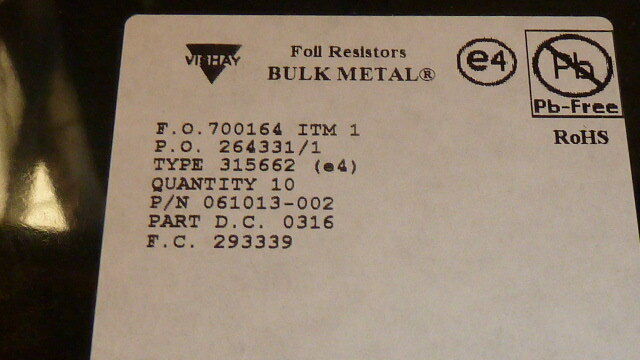 VISHAY
Foil Resistors
BULK METAL®
e4
Pb
Pb-Free
RoHS
F.O.700164 ITM 1
P.O. 264331/1
TYPE 315662 (e4)
QUANTITY 10
P/N 061013-002
PART D.C. 0316
F.C. 293339